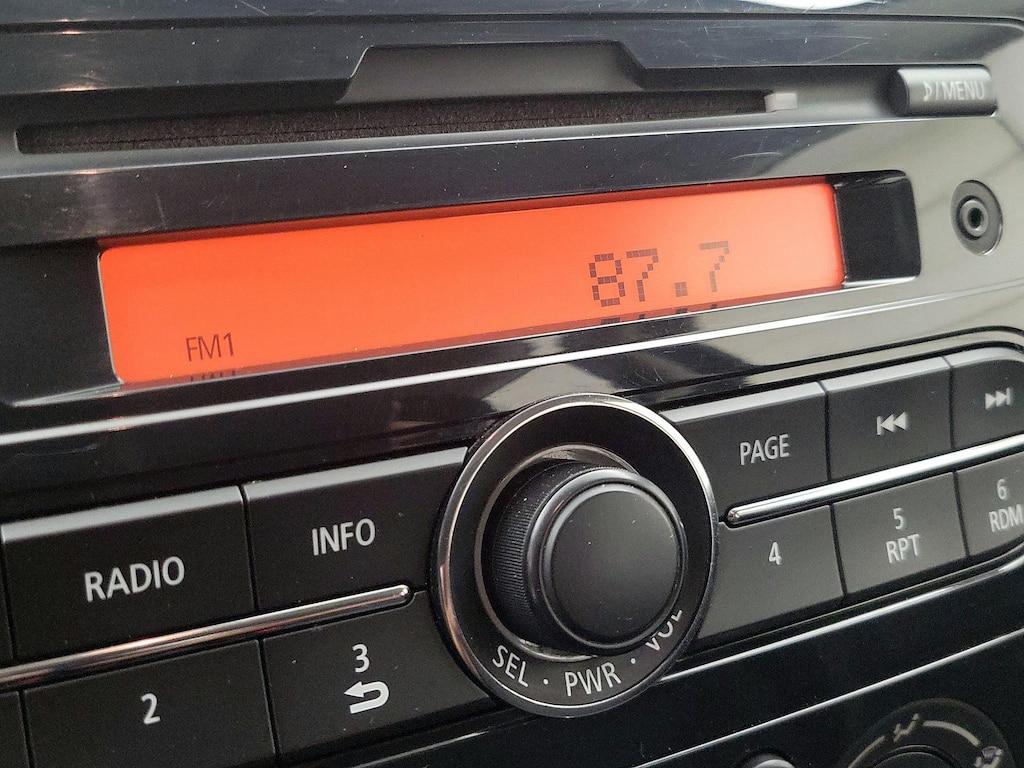 ♪/MENU
87.7
FM1
RADIO
INFO
PAGE
2
3
4
5
RPT
6
RDM
SEL · PWR · VOL